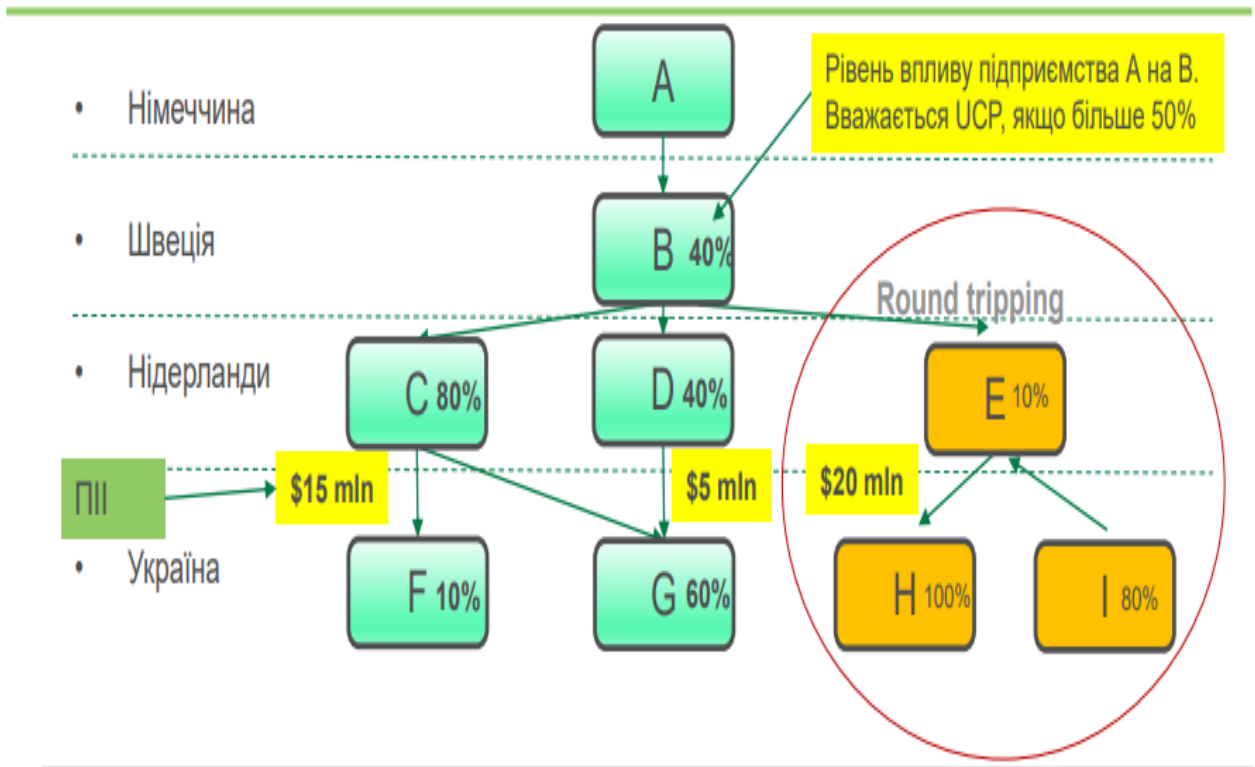 A
Рівень впливу підприємства А на В.
Вважається UCP, якщо більше 50%
• Німеччина
• Швеція
B 40%
Round tripping
• Нідерланди
C 80%
D 40%
E 10%
ПІІ
$15 mln
$5 mln
$20 mln
• Україна
F 10%
G 60%
H 100%
I 80%